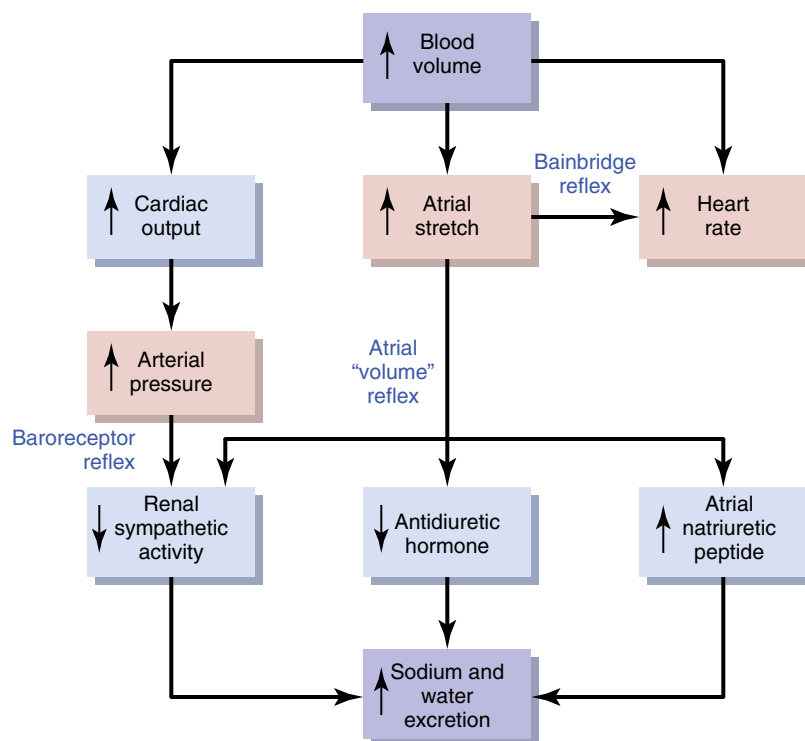 Blood
volume
Bainbridge
reflex
Cardiac
output
Atrial
stretch
Heart
rate
Arterial
pressure
Atrial
“volume”
reflex
Baroreceptor
reflex
Renal
sympathetic
activity
Antidiuretic
hormone
Atrial
natriuretic
peptide
Sodium and
water
excretion